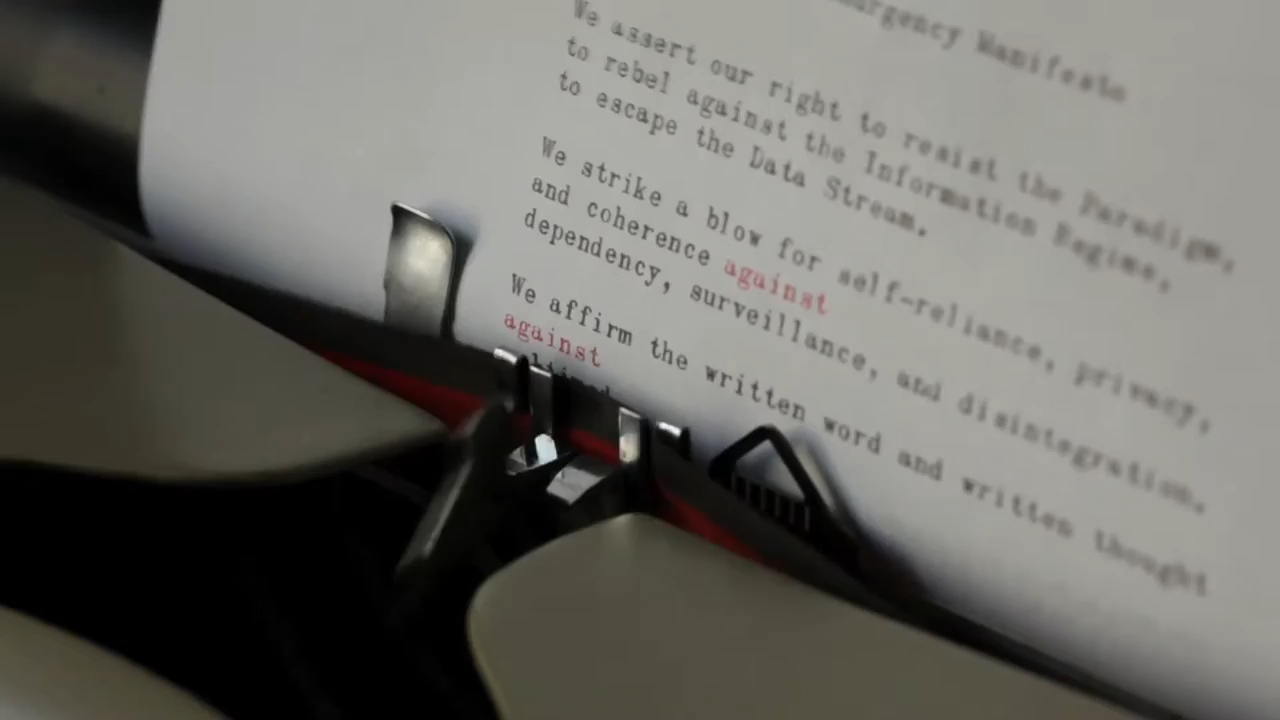 Manifesto
We assert our right to resist the Paradigm,
to rebel against the Information Regime,
to escape the Data Stream.
We strike a blow for self-reliance, privacy,
and coherence against
dependency, surveillance, and disintegration.
We affirm the written word and written thought
against